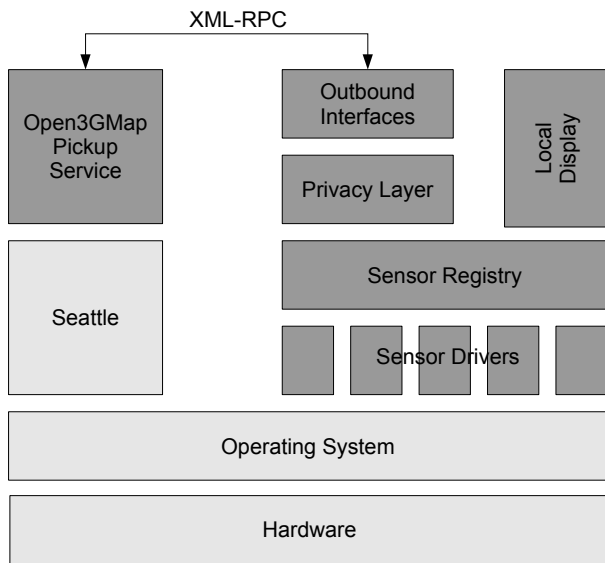 XML-RPC
Open3GMap
Pickup
Service
Outbound
Interfaces
Local
Display
Privacy Layer
Seattle
Sensor Registry
Sensor Drivers
Operating System
Hardware